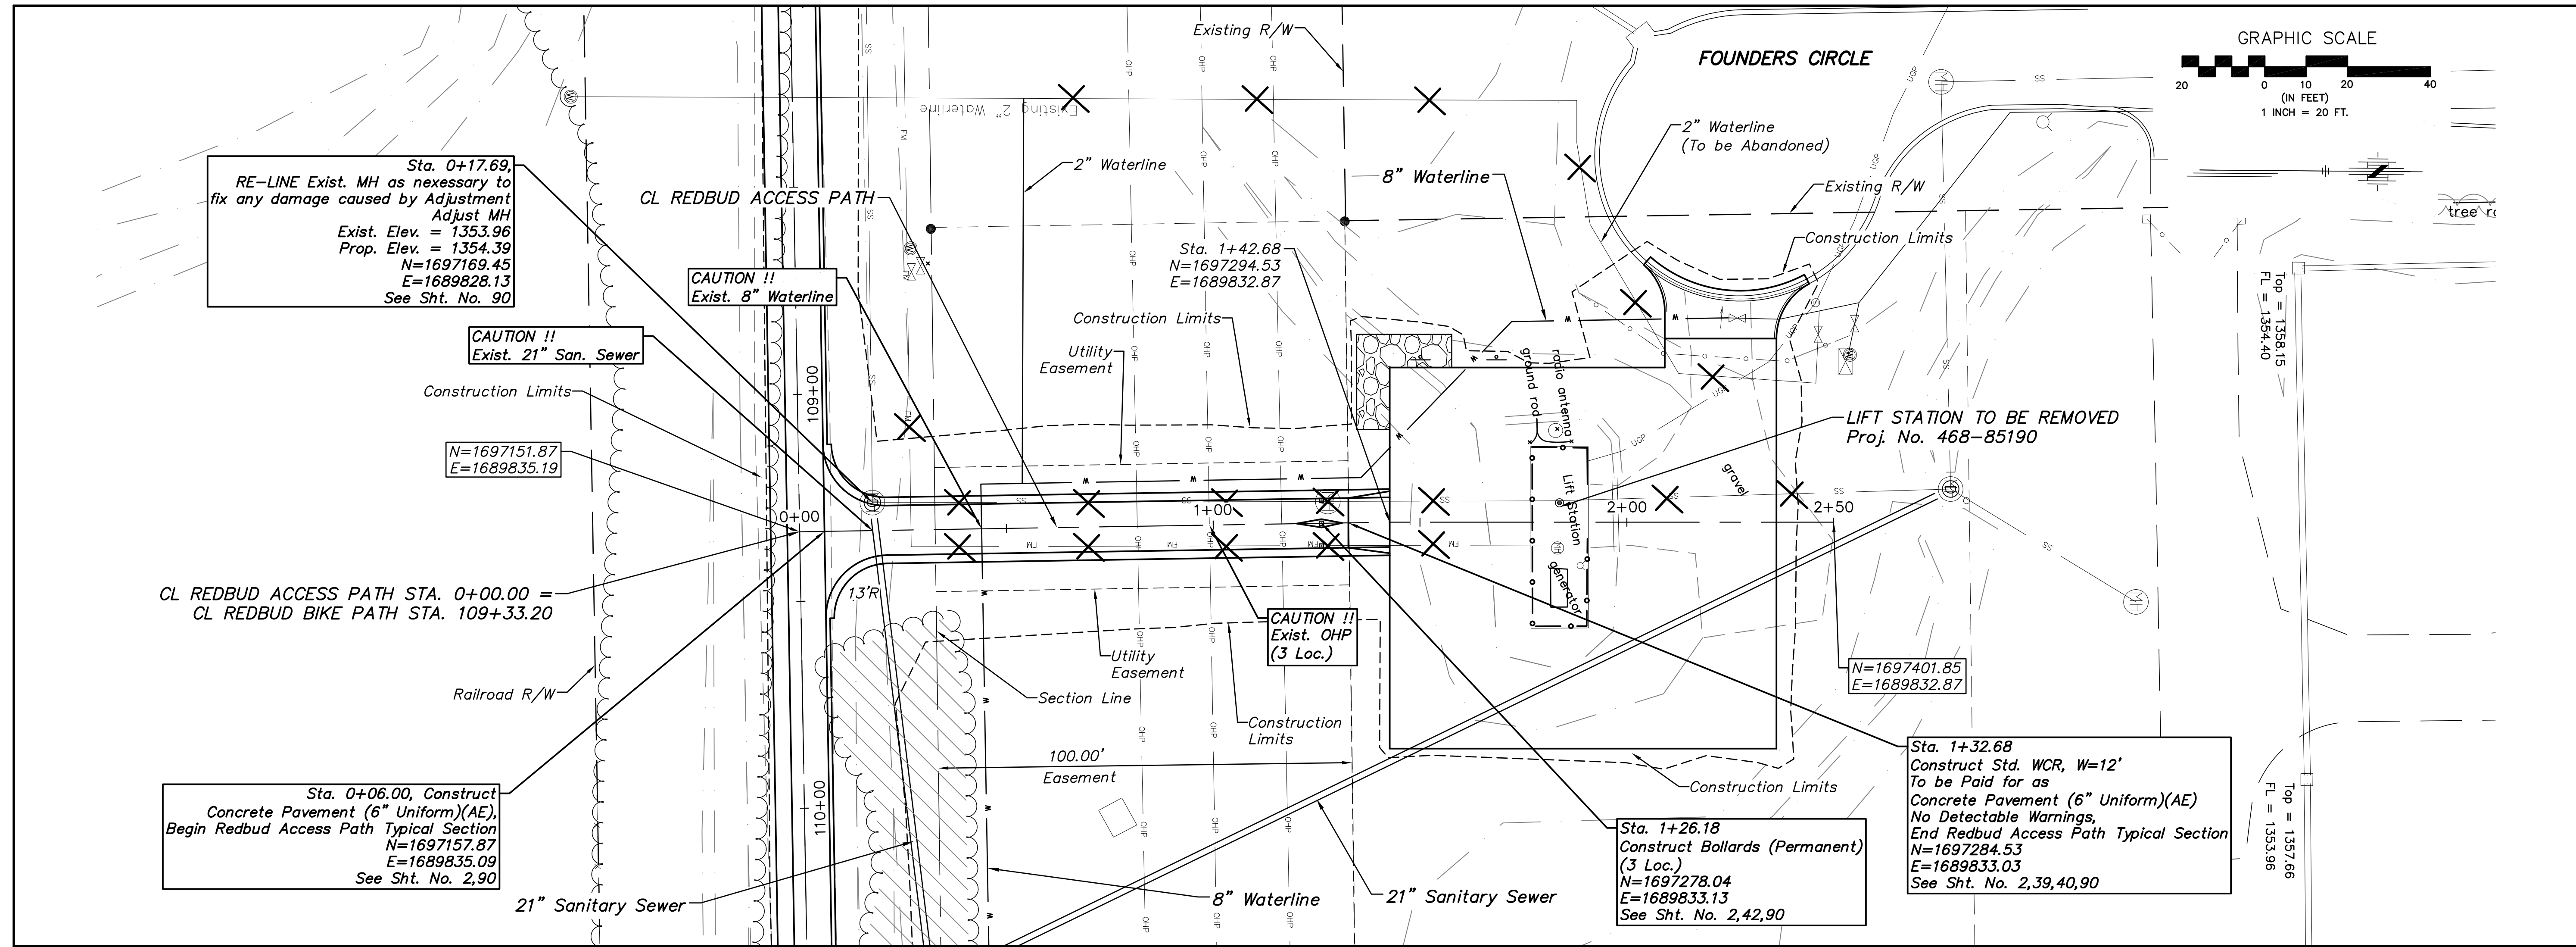 Existing R/W
FOUNDERS CIRCLE
GRAPHIC SCALE
20 0 10 20 40
(IN FEET)
1 INCH = 20 FT.
Existing 2" Waterline
2" Waterline
(To be Abandoned)
Sta. 0+17.69,
RE-LINE Exist. MH as nexessary to
fix any damage caused by Adjustment
Adjust MH
Exist. Elev. = 1353.96
Prop. Elev. = 1354.39
N=1697169.45
E=1689828.13
See Sht. No. 90
2" Waterline
CL REDBUD ACCESS PATH
8" Waterline
Existing R/W
tree
Construction Limits
Sta. 1+42.68
N=1697294.53
E=1689832.87
CAUTION !!
Exist. 8" Waterline
Top = 1358.15
FL = 1354.40
Construction Limits
CAUTION !!
Exist. 21" San. Sewer
Utility
Easement
radio antenna
ground rod
Construction Limits
109+00
LIFT STATION TO BE REMOVED
Proj. No. 468-85190
N=1697151.87
E=1689835.19
gravel
Lift Station
0+00
1+00
2+00
2+50
generator
CL REDBUD ACCESS PATH STA. 0+00.00 =
CL REDBUD BIKE PATH STA. 109+33.20
13'R
CAUTION !!
Exist. OHP
(3 Loc.)
Utility
Easement
Section Line
Railroad R/W
N=1697401.85
E=1689832.87
Construction
Limits
100.00'
Easement
Construction Limits
110+00
Sta. 0+06.00, Construct
Concrete Pavement (6" Uniform)(AE),
Begin Redbud Access Path Typical Section
N=1697157.87
E=1689835.09
See Sht. No. 2,90
Sta. 1+32.68
Construct Std. WCR, W=12'
To be Paid for as
Concrete Pavement (6" Uniform)(AE)
No Detectable Warnings,
End Redbud Access Path Typical Section
N=1697284.53
E=1689833.03
See Sht. No. 2,39,40,90
Top = 1357.66
FL = 1353.96
Sta. 1+26.18
Construct Bollards (Permanent)
(3 Loc.)
N=1697278.04
E=1689833.13
See Sht. No. 2,42,90
21" Sanitary Sewer
8" Waterline
21" Sanitary Sewer